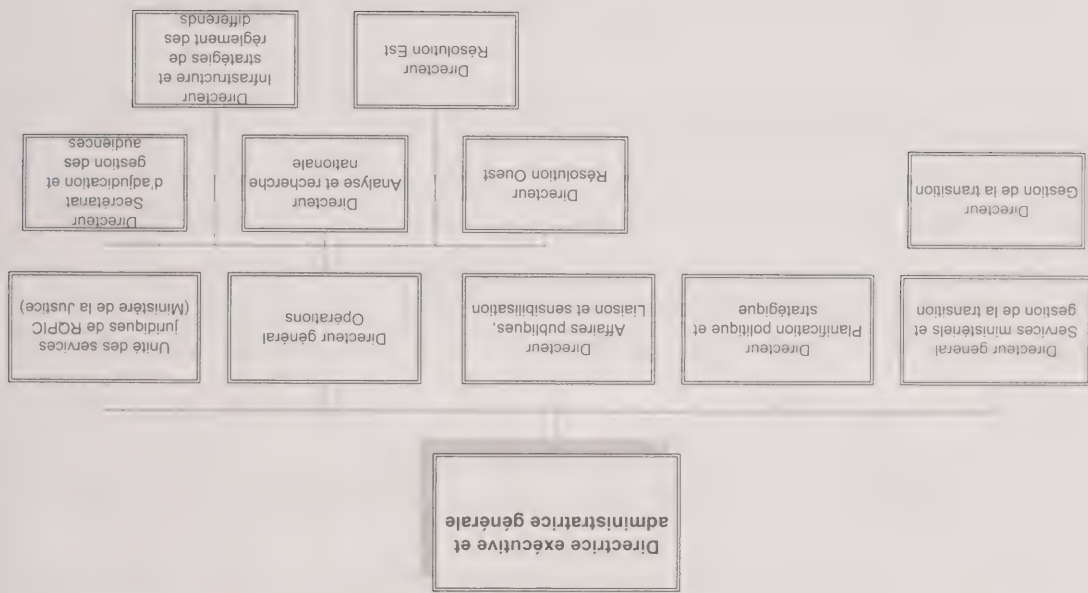 Directrice exécutive et
administratrice générale
Directeur general
Services ministériels et
gestion de la transition
Directeur
Planification politique et
stratégique
Directeur
Affaires publiques,
Liaison et sensibilisation
Directeur général
Opérations
Unité des services
juridiques de RQPIC
(Ministère de la Justice)
Directeur
Gestion de la transition
Directeur
Résolution Ouest
Directeur
Analyse et recherche
nationale
Directeur
Secrétariat
d'adjudication et
gestion des
audiences
Directeur
Résolution Est
Directeur
Infrastructure et
stratégies de
règlement des
différends